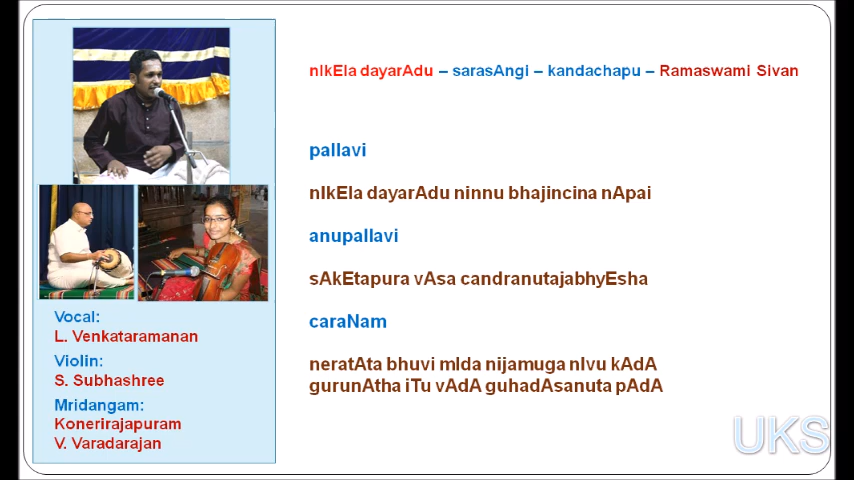 nIkEla dayarAdu – sarasAngi – kandachapu – Ramaswami Sivan
pallavi
nIkEla dayarAdu ninnu bhajincina nApai
anupallavi
sAkEtapura vAsa candranutajabhyEsha
caraNam
neratAta bhuvi mIda nijamuga nIvu kAdA
gurunAtha iTu vAdA guhadAsanuta pAdA
Vocal:
L. Venkataramanan
Violin:
S. Subhashree
Mridangam:
Konerirajapuram
V. Varadarajan
UKS